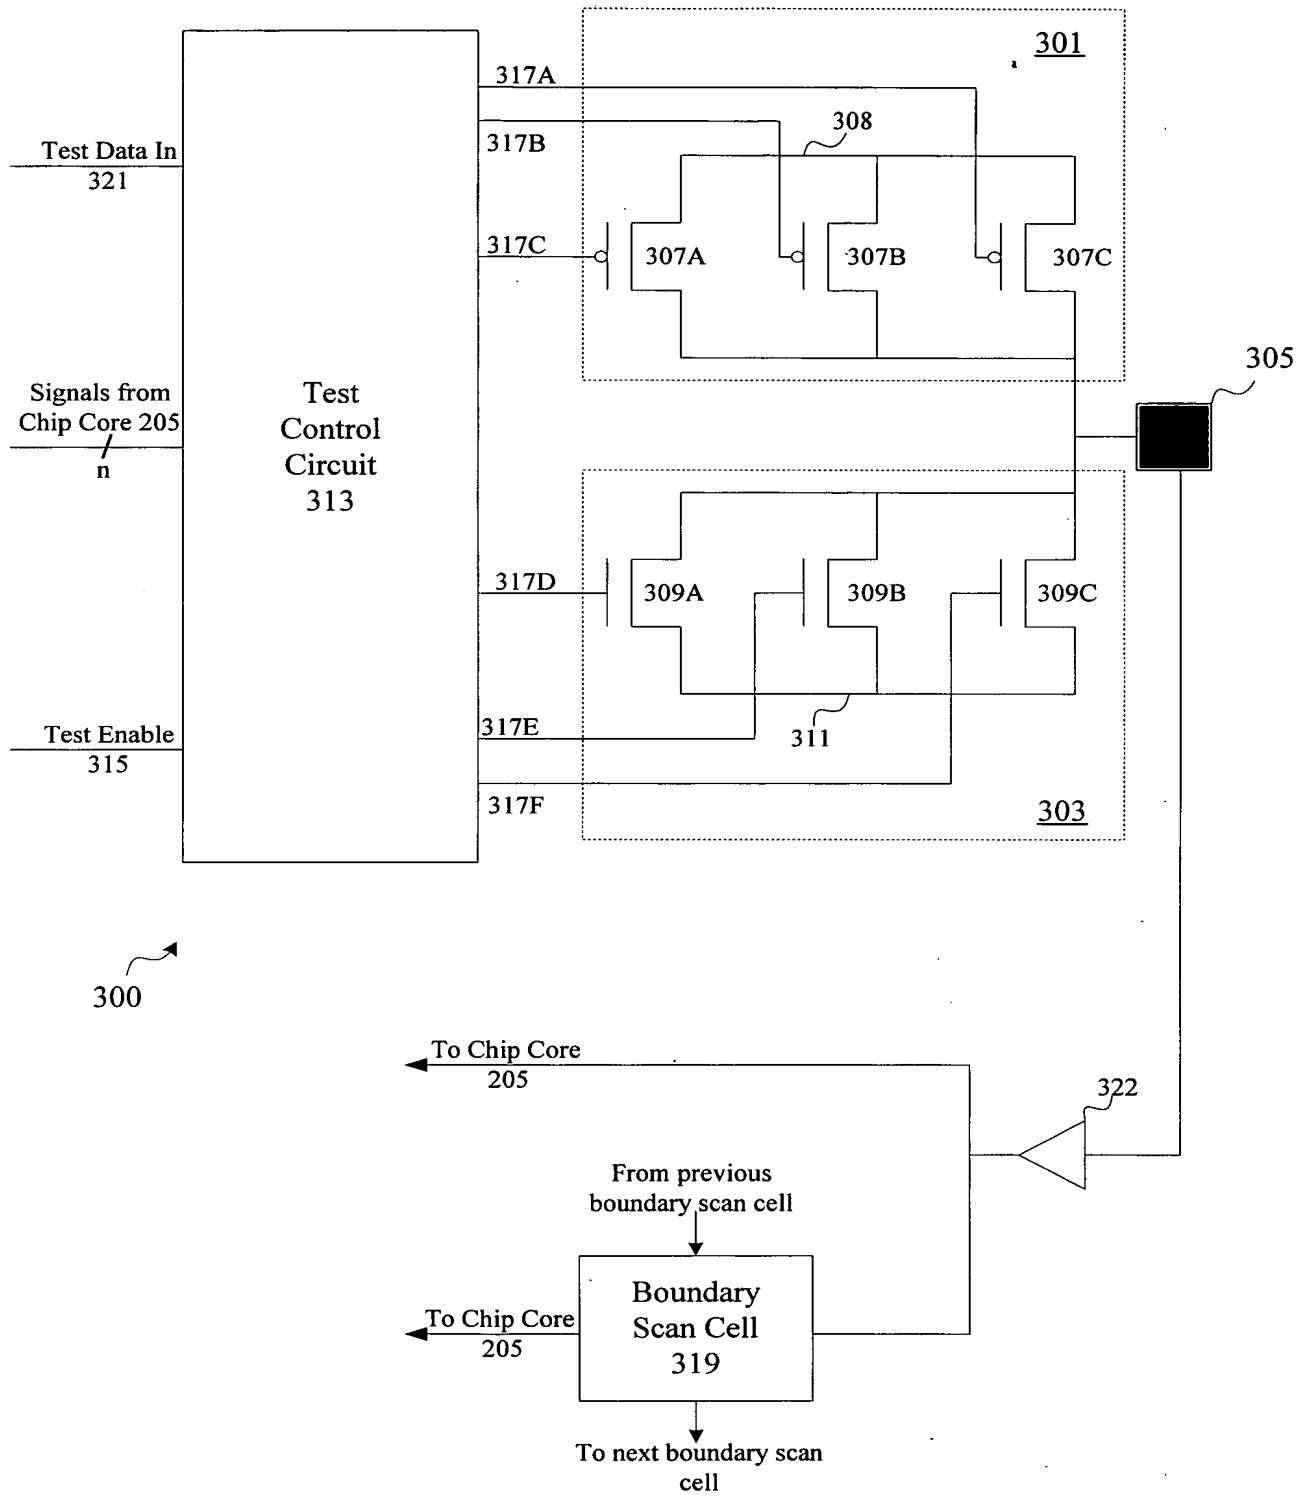 301
317A
308
317B
Test Data In
321
317C
307A
307B
307C
305
Signals from
Chip Core 205
n
Test
Control
Circuit
313
317D
309A
309B
309C
Test Enable
315
317E
311
317F
303
300
To Chip Core
205
322
From previous
boundary scan cell
Boundary
Scan Cell
319
To Chip Core
205
To next boundary scan
cell